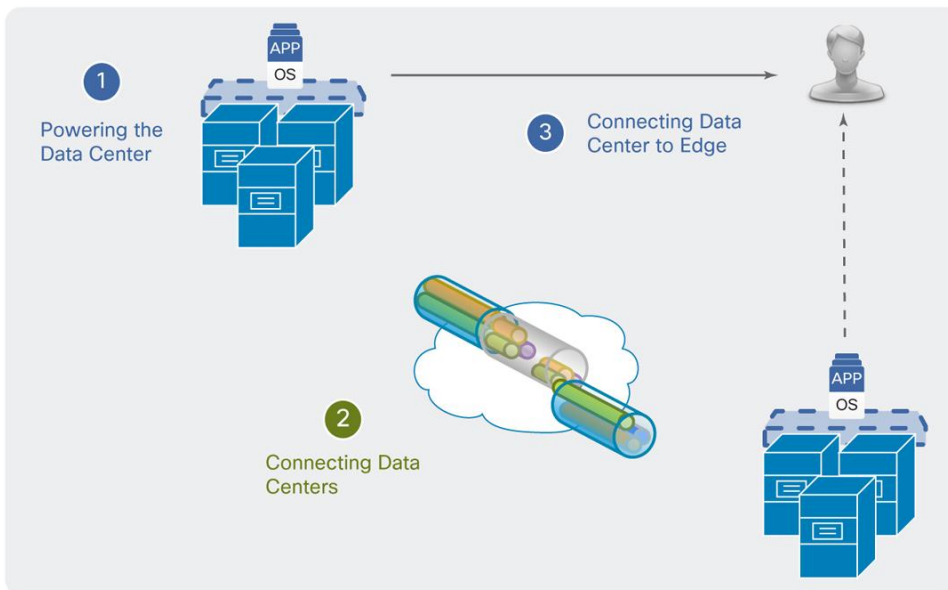 APP
OS
1
Powering the
Data Center
3
Connecting Data
Center to Edge
2
Connecting Data
Centers
APP
OS